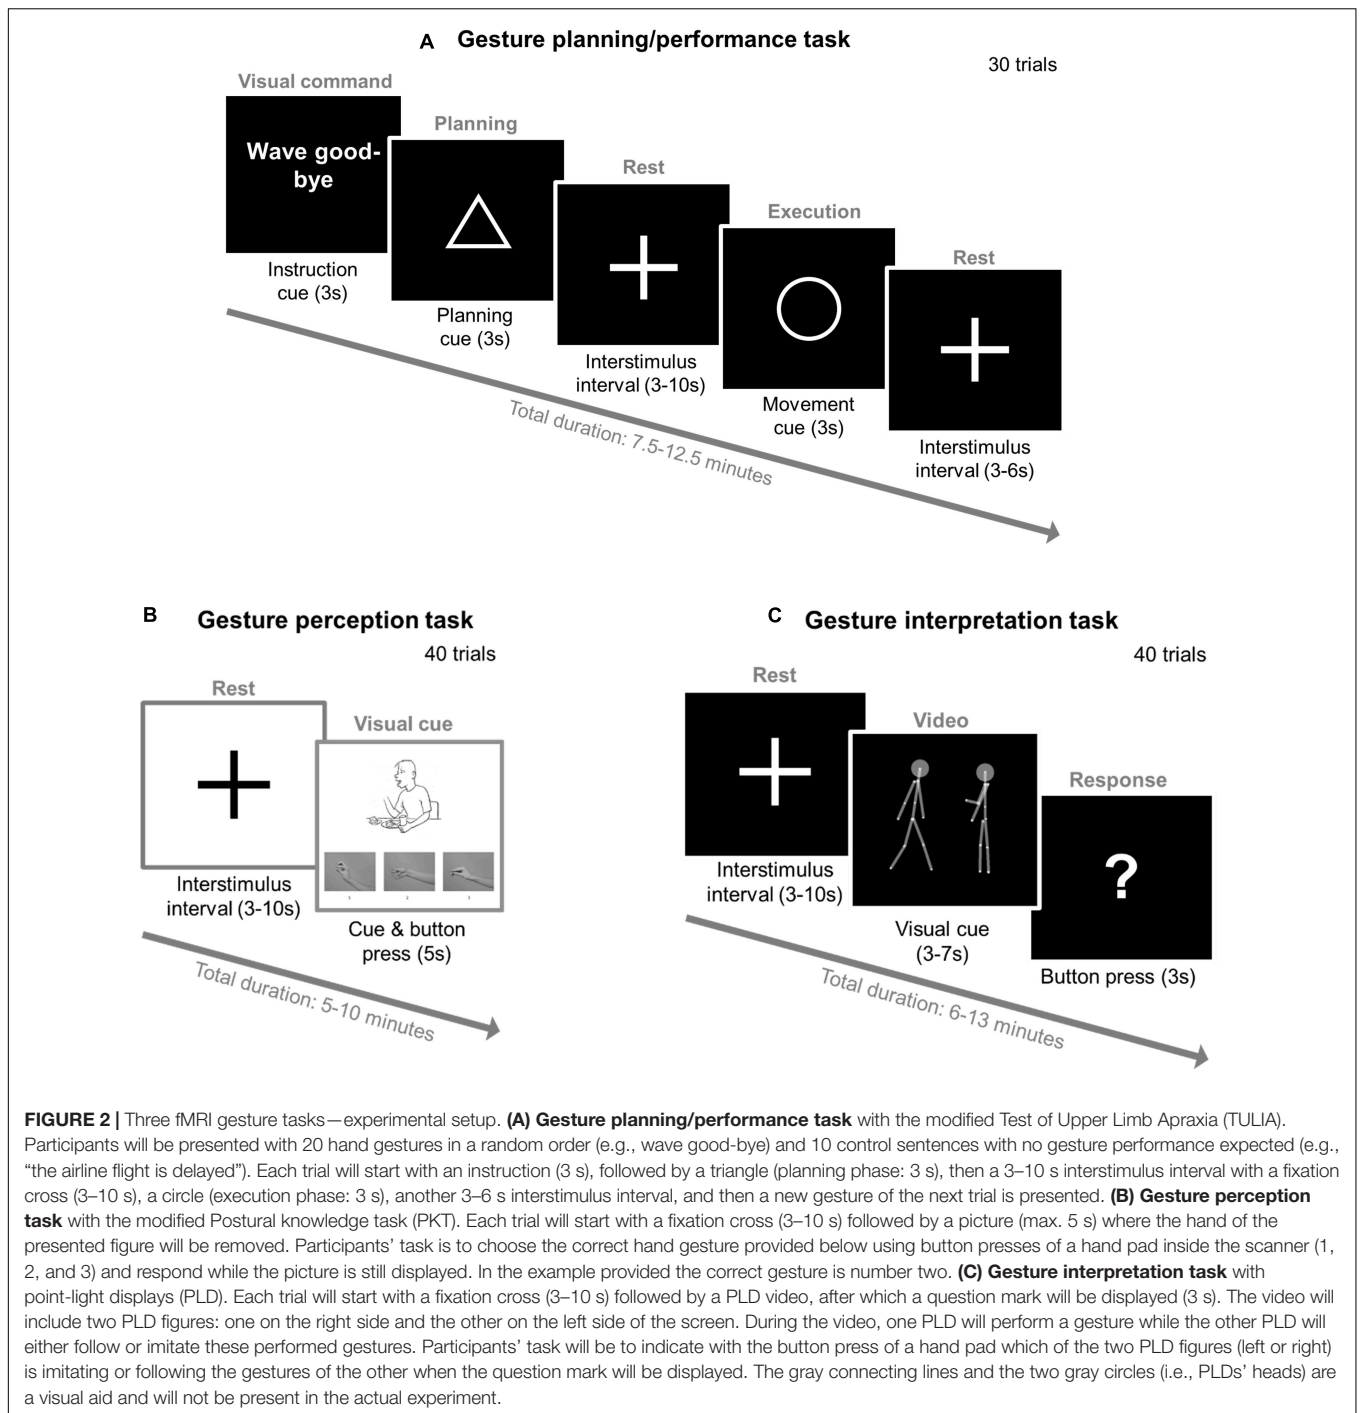 A Gesture planning/performance task
30 trials
Visual command
Wave good-
bye
Instruction
cue (3s)
Planning
Planning
cue (3s)
Rest
Interstimulus
interval (3-10s)
Execution
Movement
cue (3s)
Rest
Interstimulus
interval (3-6s)
Total duration: 7.5-12.5 minutes
B Gesture perception task
40 trials
Rest
Interstimulus
interval (3-10s)
Visual cue
1 2 3
Cue & button
press (5s)
Total duration: 5-10 minutes
C Gesture interpretation task
40 trials
Rest
Interstimulus
interval (3-10s)
Video
Visual cue
(3-7s)
Response
?
Button press (3s)
Total duration: 6-13 minutes
FIGURE 2 | Three fMRI gesture tasks—experimental setup. (A) Gesture planning/performance task with the modified Test of Upper Limb Apraxia (TULIA).
Participants will be presented with 20 hand gestures in a random order (e.g., wave good-bye) and 10 control sentences with no gesture performance expected (e.g.,
“the airline flight is delayed”). Each trial will start with an instruction (3 s), followed by a triangle (planning phase: 3 s), then a 3–10 s interstimulus interval with a fixation
cross (3–10 s), a circle (execution phase: 3 s), another 3–6 s interstimulus interval, and then a new gesture of the next trial is presented. (B) Gesture perception
task with the modified Postural knowledge task (PKT). Each trial will start with a fixation cross (3–10 s) followed by a picture (max. 5 s) where the hand of the
presented figure will be removed. Participants’ task is to choose the correct hand gesture provided below using button presses of a hand pad inside the scanner (1,
2, and 3) and respond while the picture is still displayed. In the example provided the correct gesture is number two. (C) Gesture interpretation task with
point-light displays (PLD). Each trial will start with a fixation cross (3–10 s) followed by a PLD video, after which a question mark will be displayed (3 s). The video will
include two PLD figures: one on the right side and the other on the left side of the screen. During the video, one PLD will perform a gesture while the other PLD will
either follow or imitate these performed gestures. Participants’ task will be to indicate with the button press of a hand pad which of the two PLD figures (left or right)
is imitating or following the gestures of the other when the question mark will be displayed. The gray connecting lines and the two gray circles (i.e., PLDs’ heads) are
a visual aid and will not be present in the actual experiment.